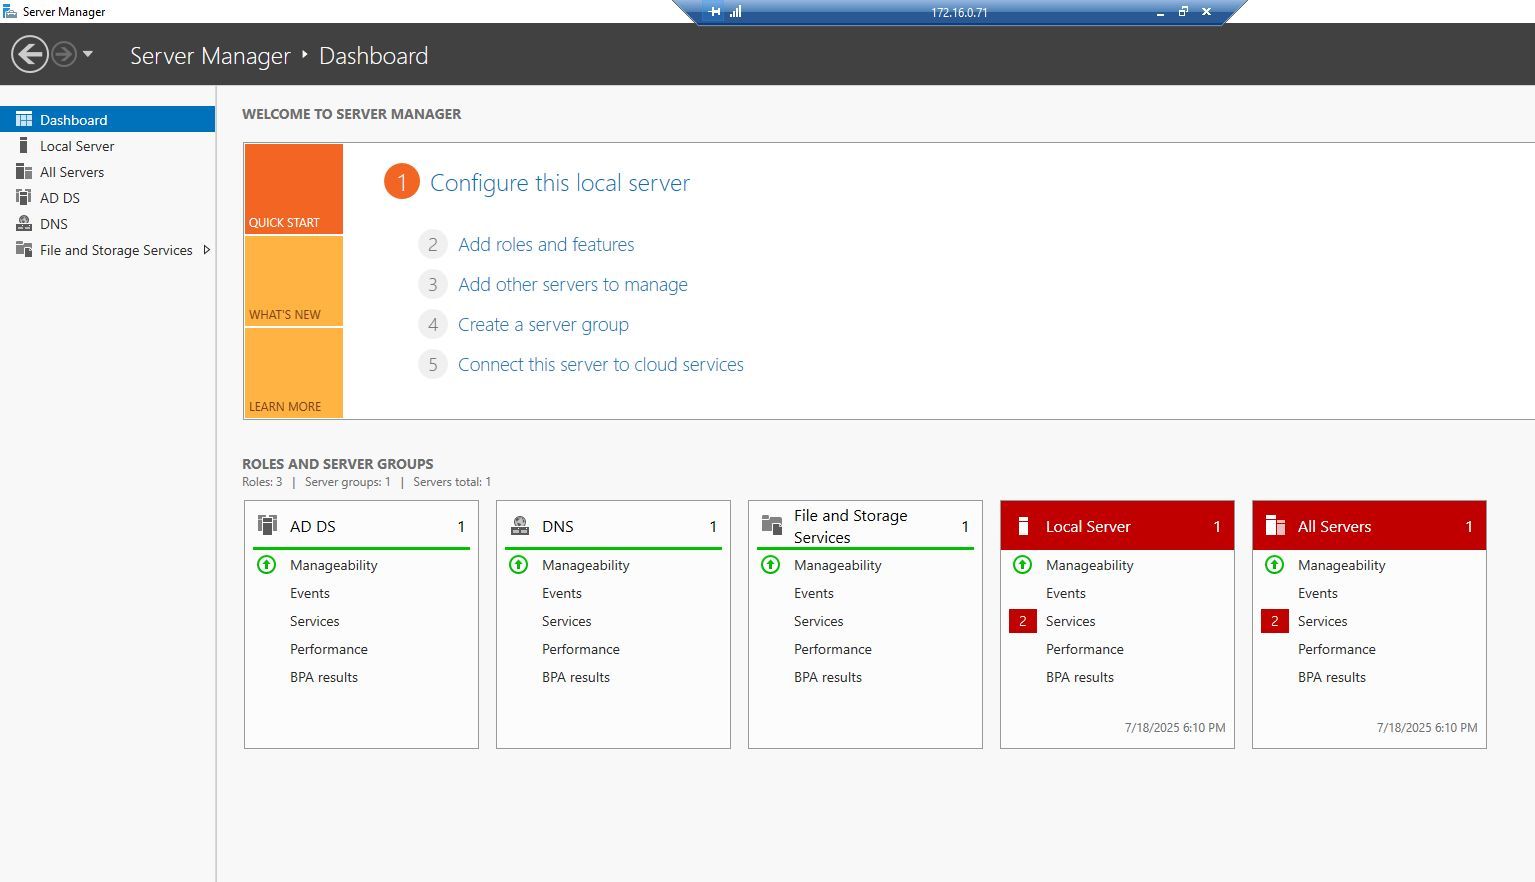 Server Manager
172.16.0.71
Server Manager ‣ Dashboard
Dashboard
Local Server
All Servers
AD DS
DNS
File and Storage Services
WELCOME TO SERVER MANAGER
QUICK START
WHAT'S NEW
LEARN MORE
1 Configure this local server
2 Add roles and features
3 Add other servers to manage
4 Create a server group
5 Connect this server to cloud services
ROLES AND SERVER GROUPS
Roles: 3 | Server groups: 1 | Servers total: 1
AD DS 1
Manageability
Events
Services
Performance
BPA results
DNS 1
Manageability
Events
Services
Performance
BPA results
File and Storage
Services 1
Manageability
Events
Services
Performance
BPA results
Local Server 1
Manageability
Events
2 Services
Performance
BPA results
7/18/2025 6:10 PM
All Servers 1
Manageability
Events
2 Services
Performance
BPA results
7/18/2025 6:10 PM